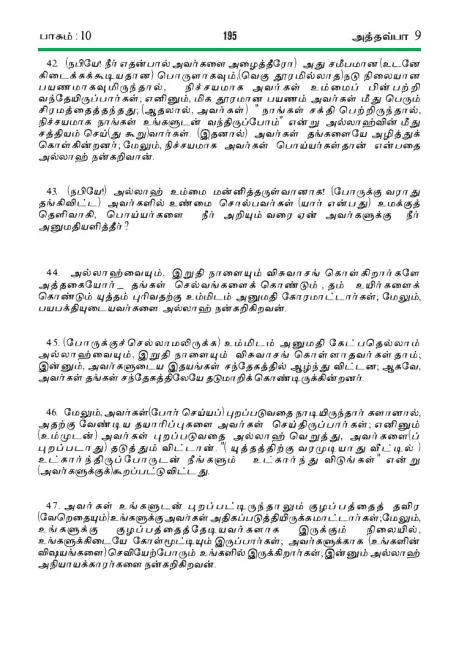 பாகம் : 10 195 அத்தவ்பா 9
42. (நபியே! நீர் எதன்பால் அவர்களை அழைத்தீரோ) அது சமீபமான (உடனே
கிடைக்கக்கூடியதான) பொருளாகவும்,(வெகு தூரமில்லாத)நடு நிலையான
பயணமாகவுமிருந்தால், நிச்சயமாக அவர்கள் உம்மைப் பின்பற்றி
வந்தேயிருப்பார்கள்; எனினும், மிக தூரமான பயணம் அவர்கள் மீது பெரும்
சிரமத்தைத்தந்தது; (ஆதலால், அவர்கள்) " நாங்கள் சக்தி பெற்றிருந்தால்,
நிச்சயமாக நாங்கள் உங்களுடன் வந்திருப்போம்" என்று அல்லாஹ்வின் மீது
சத்தியம் செய்(து கூறு)வார்கள். (இதனால்) அவர்கள் தங்களையே அழித்துக்
கொள்கின்றனர்; மேலும், நிச்சயமாக அவர்கள் பொய்யர்கள்தான் என்பதை
அல்லாஹ் நன்கறிவான்.
43. (நபியே!) அல்லாஹ் உம்மை மன்னித்தருள்வானாக! (போருக்கு வராது
தங்கிவிட்ட) அவர்களில் உண்மை சொல்பவர்கள் (யார் என்பது) உமக்குத்
தெளிவாகி, பொய்யர்களை நீர் அறியும் வரை ஏன் அவர்களுக்கு நீர்
அனுமதியளித்தீர்?
44. அல்லாஹ்வையும், இறுதி நாளையும் விசுவாசங் கொள்கிறார்களே
அத்தகையோர்_ தங்கள் செல்வங்களைக் கொண்டும், தம் உயிர்களைக்
கொண்டும் யுத்தம் புரிவதற்கு உம்மிடம் அனுமதி கோரமாட்டார்கள்; மேலும்,
பயபக்தியுடையவர்களை அல்லாஹ் நன்கறிகிறவன்.
45. (போருக்குச்செல்லாமலிருக்க) உம்மிடம் அனுமதி கேட்பதெல்லாம்
அல்லாஹ்வையும், இறுதி நாளையும் விசுவாசங் கொள்ளாதவர்கள்தாம்;
இன்னும், அவர்களுடைய இதயங்கள் சந்தேகத்தில் ஆழ்ந்து விட்டன; ஆகவே,
அவர்கள் தங்கள் சந்தேகத்திலேயே தடுமாறிக்கொண்டிருக்கின்றனர்.
46. மேலும்,அவர்கள்(போர் செய்யப்) புறப்படுவதை நாடியிருந்தார் களானால்,
அதற்கு வேண்டிய தயாரிப்புகளை அவர்கள் செய்திருப்பார்கள்; எனினும்
(உம்முடன்) அவர்கள் புறப்படுவதை அல்லாஹ் வெறுத்து, அவர்களை(ப்
புறப்படாது) தடுத்தும் விட்டான். "( யுத்தத்திற்கு வரமுடியாது வீட்டில் )
உட்கார்ந்திருப்போருடன் நீங்களும் உட்கார்ந்து விடுங்கள்" என்று
(அவர்களுக்குக்)கூறப்பட்டுவிட்டது.
47. அவர்கள் உங்களுடன் புறப்பட்டிருந்தாலும் குழப்பத்தைத் தவிர
(வேறெதையும்)உங்களுக்குஅவர்கள் அதிகப்படுத்தியிருக்கமாட்டார்கள்;மேலும்,
உங்களுக்கு குழப்பத்தைத்தேடியவர்களாக இருக்கும் நிலையில்,
உங்களுக்கிடையே கோள்மூட்டியும் இருப்பார்கள்; அவர்களுக்காக (உங்களின்
விஷயங்களை) செவியேற்போரும் உங்களில் இருக்கிறார்கள்;இன்னும் அல்லாஹ்
அநியாயக்காரர்களை நன்கறிகிறவன்.